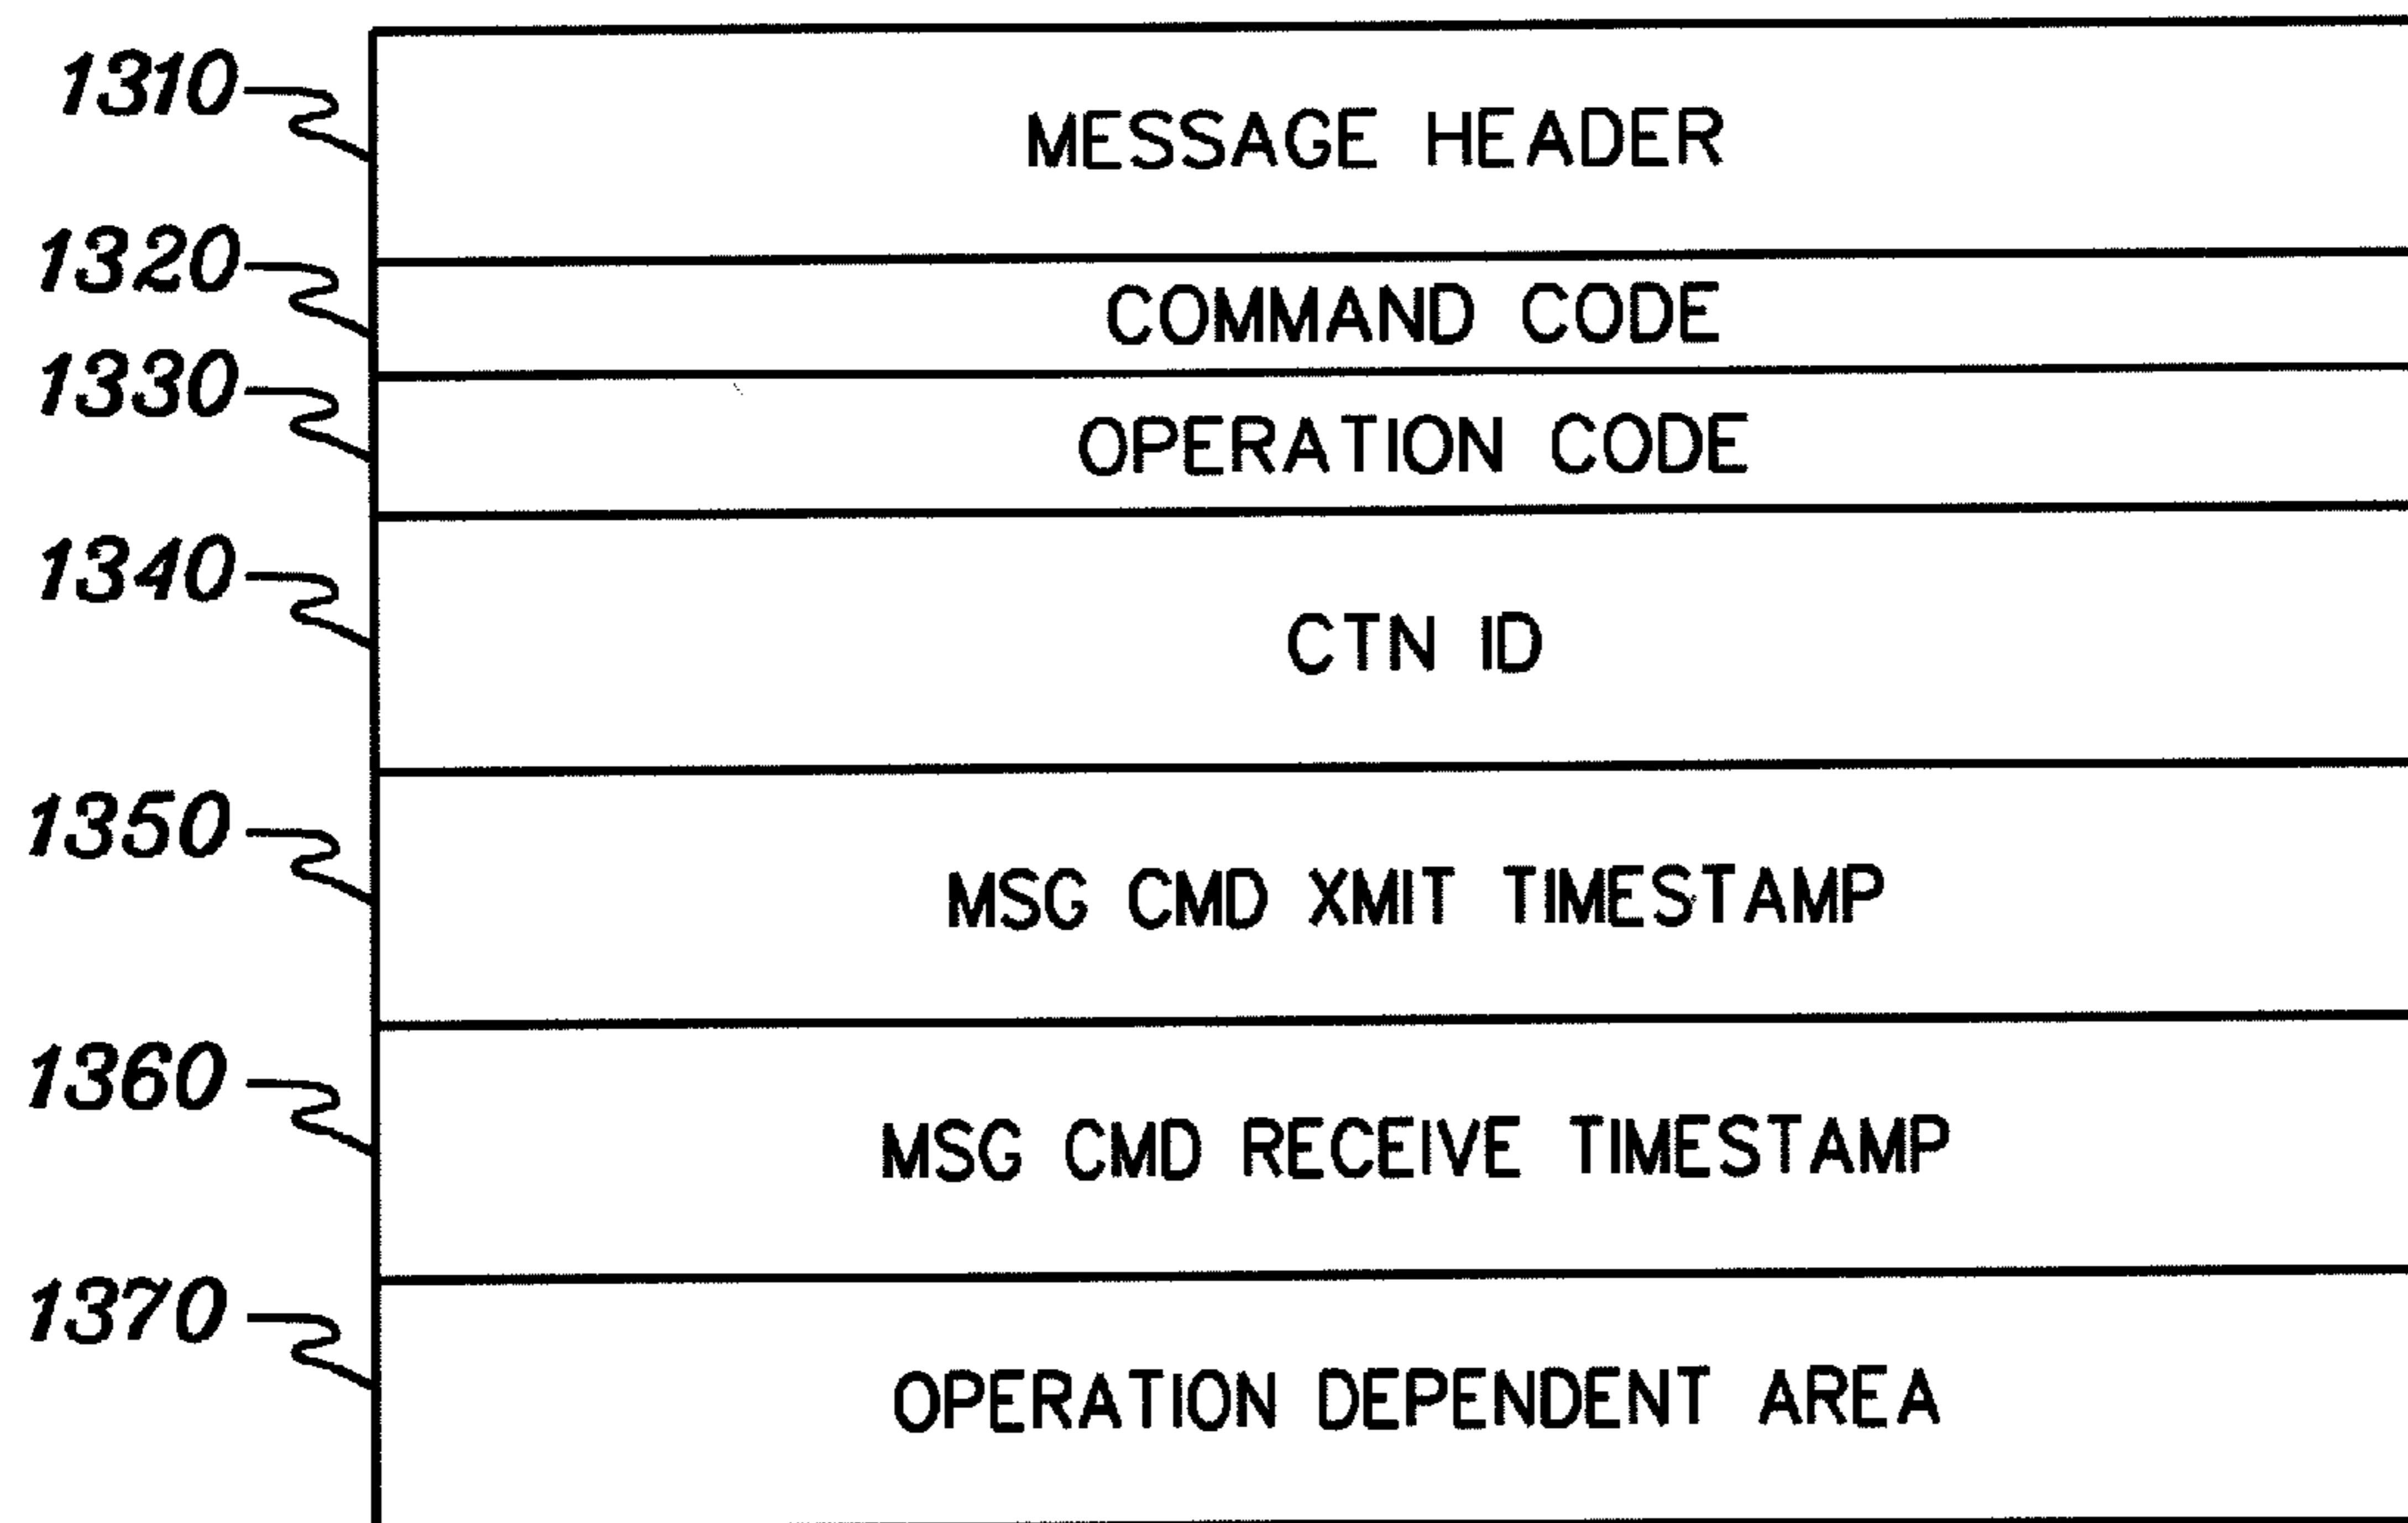 1310 MESSAGE HEADER
1320 COMMAND CODE
1330 OPERATION CODE
1340 CTN ID
1350 MSG CMD XMIT TIMESTAMP
1360 MSG CMD RECEIVE TIMESTAMP
1370 OPERATION DEPENDENT AREA